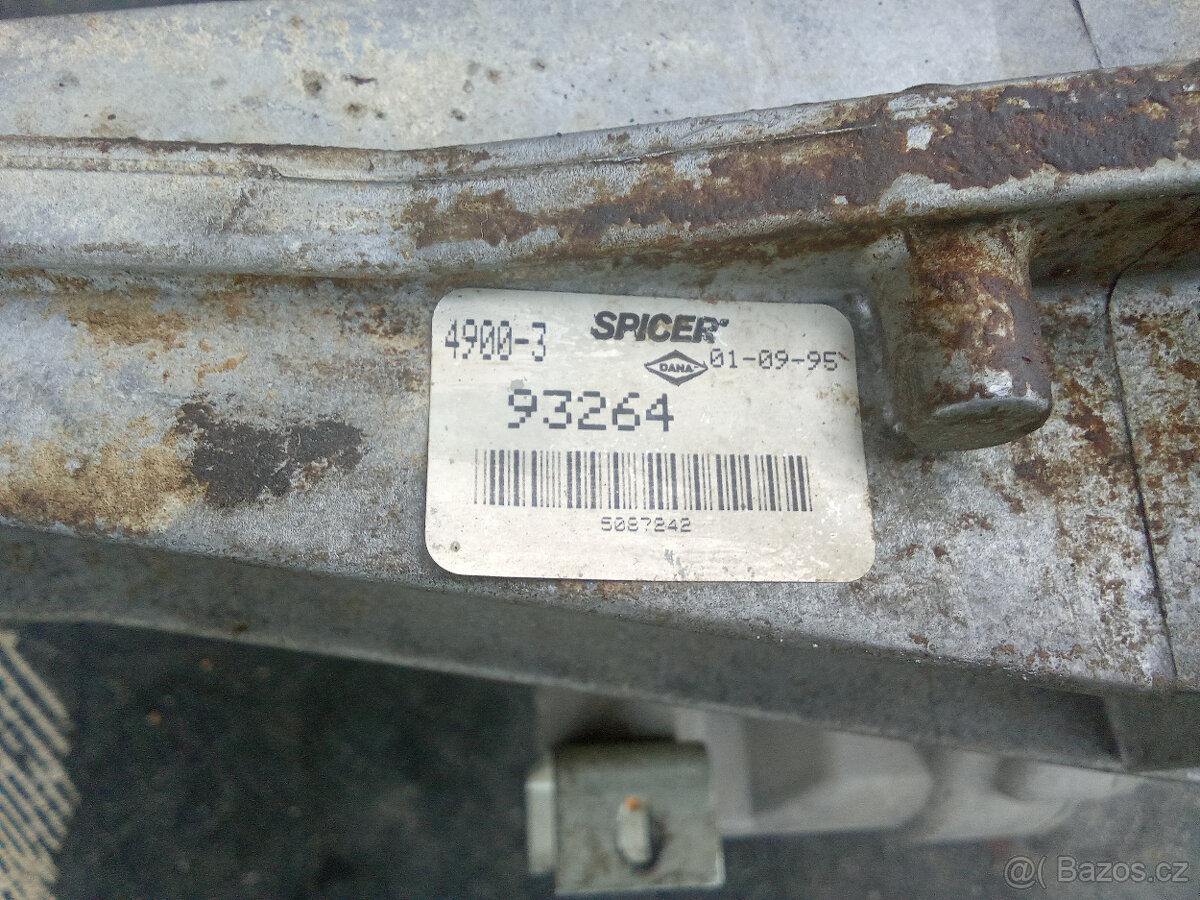 4900-3 SPICER
DANA 01-09-95
93264
5087242
@( Bazos.cz